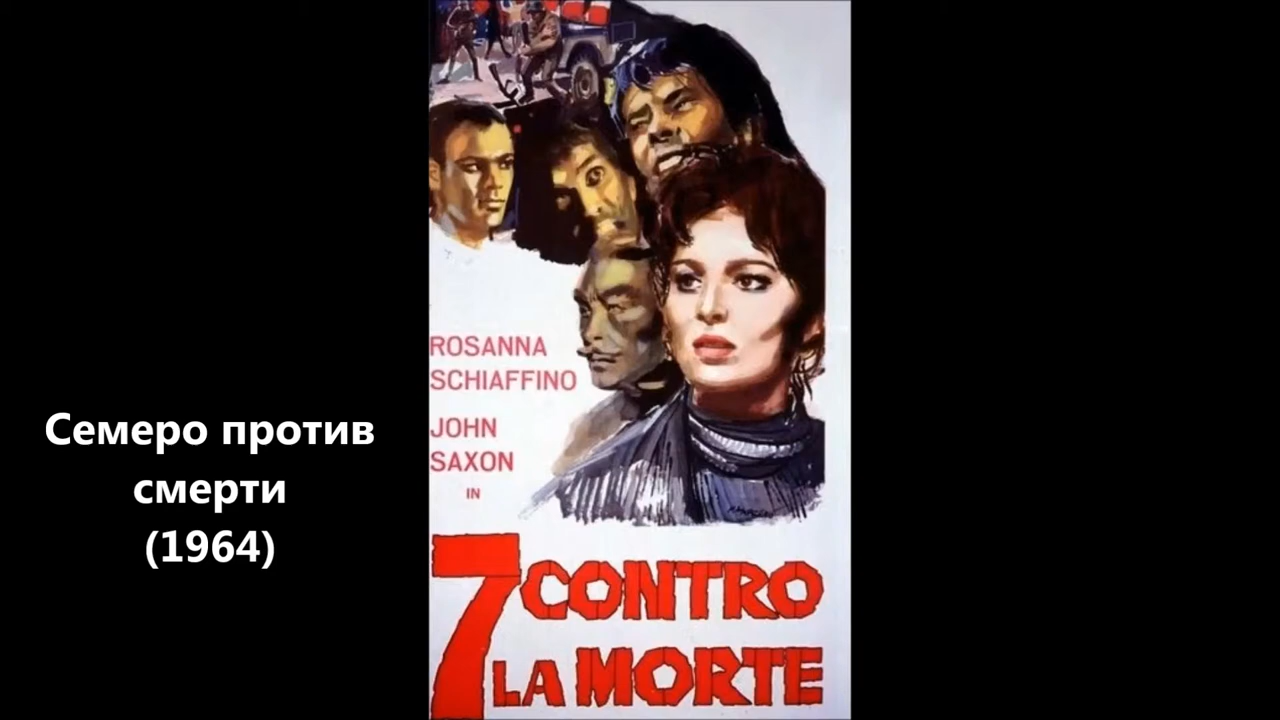 Семеро против
смерти
(1964)
ROSANNA
SCHIAFFINO
JOHN
SAXON
IN
7 CONTRO
LA MORTE